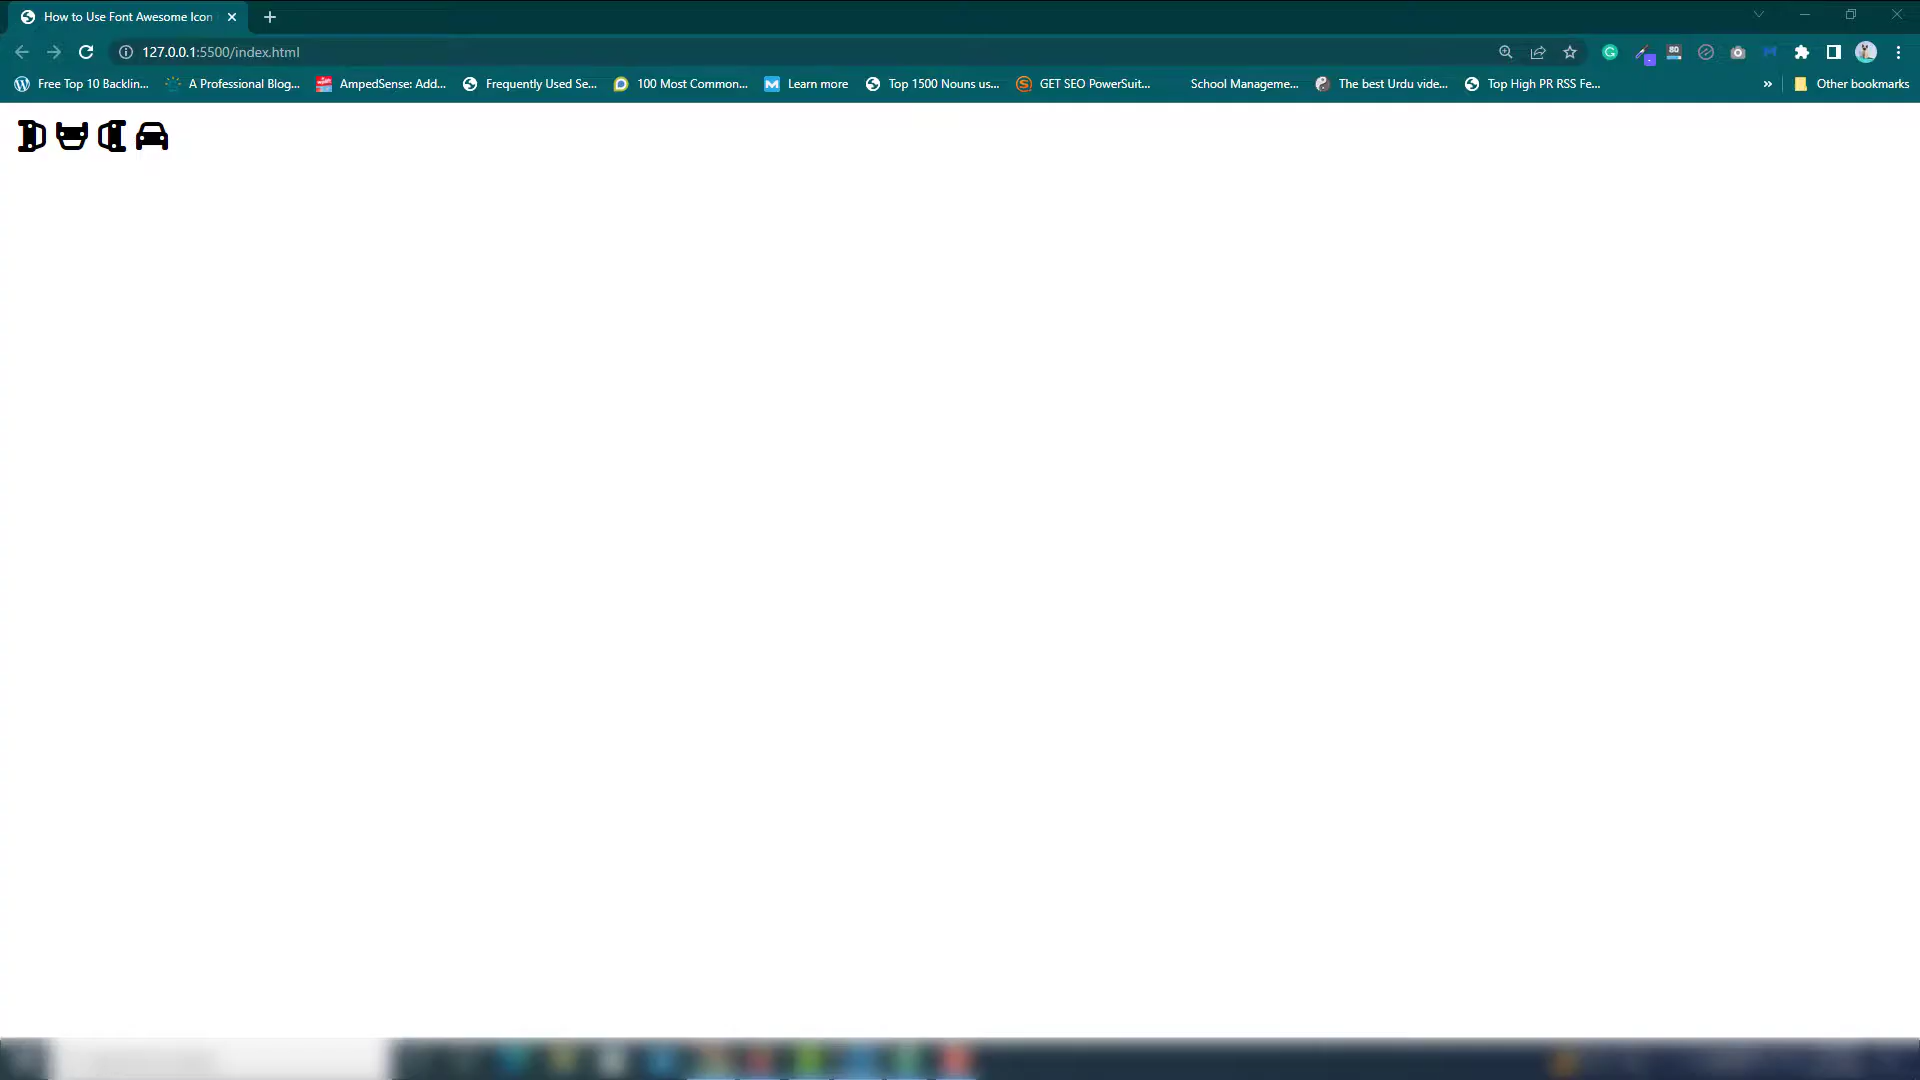 How to Use Font Awesome Icon
127.0.0.1:5500/index.html
80
Free Top 10 Backlin... A Professional Blog... AmpedSense: Add... Frequently Used Se... 100 Most Common... Learn more Top 1500 Nouns us... GET SEO PowerSuit... School Manageme... The best Urdu vide... Top High PR RSS Fe... » Other bookmarks